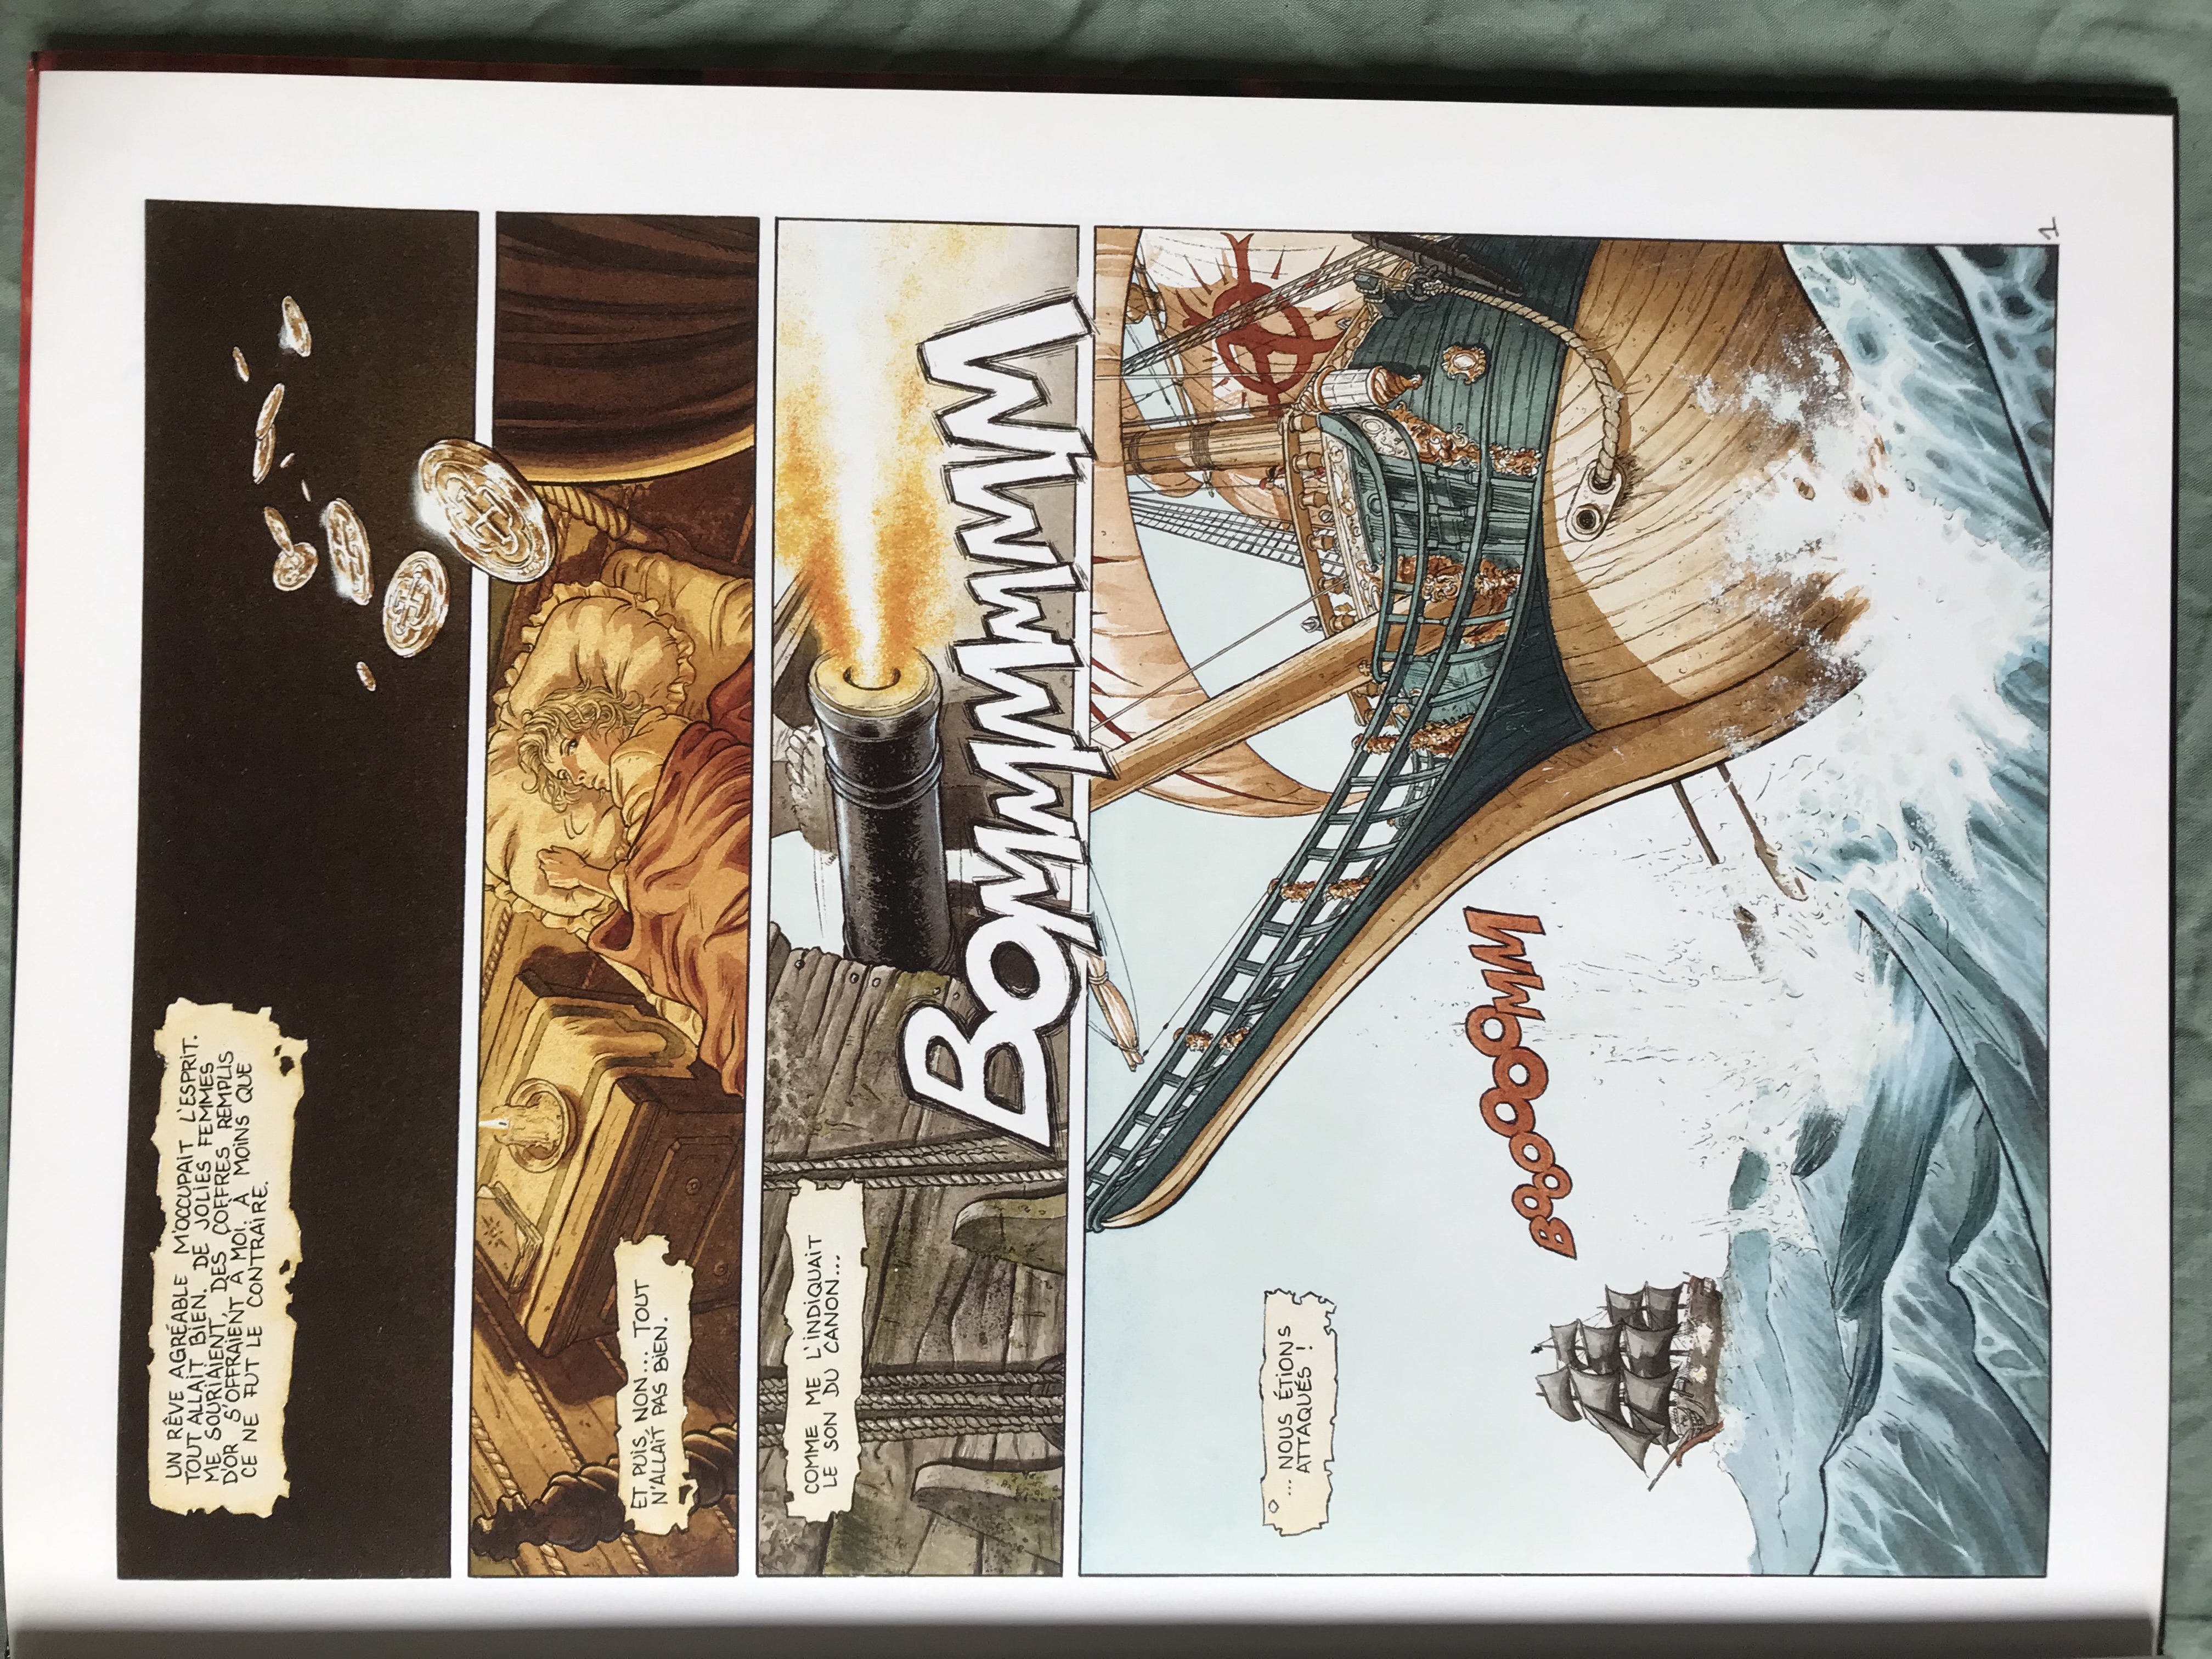 UN RÊVE AGRÉABLE M'OCCUPAIT L'ESPRIT.
TOUT ALLAIT BIEN. DE JOLIES FEMMES
ME SOURIAIENT, DES COFFRES REMPLIS
D'OR S'OFFRAIENT À MOI. À MOINS QUE
CE NE FUT LE CONTRAIRE.
ET PUIS, NON... TOUT
N'ALLAIT PAS BIEN.
COMME ME L'INDIQUAIT
LE SON DU CANON...
BOMMMMMM
... NOUS ÉTIONS
ATTAQUÉS !
BOOOOOOMM
1